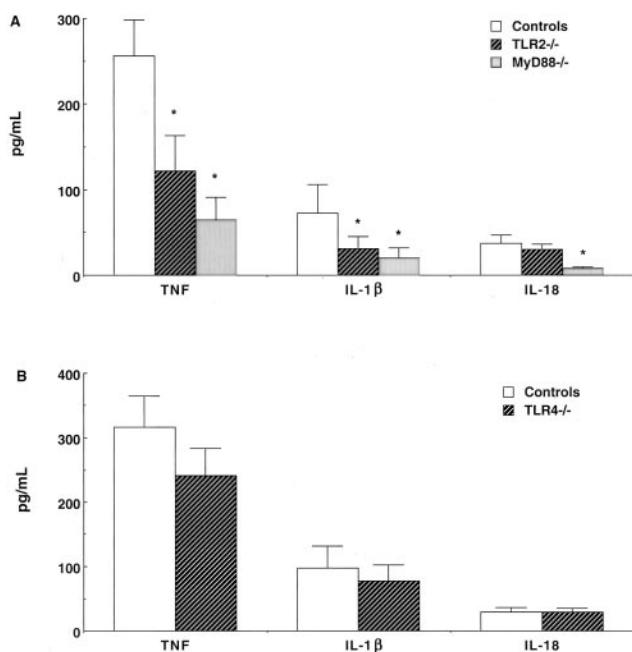 A
300
200
100
0
pg/mL
Controls
TLR2-/-
MyD88-/-
*
*
*
*
*
TNF IL-1β IL-18
B
400
300
200
100
0
pg/mL
Controls
TLR4-/-
TNF IL-1β IL-18